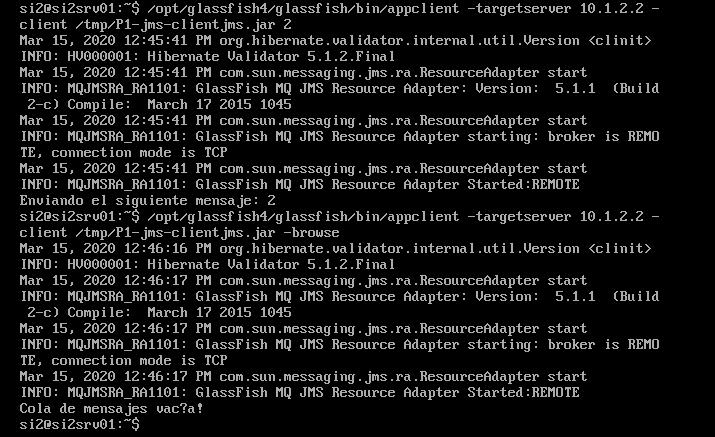 si2@si2srv01:~$ /opt/glassfish4/glassfish/bin/appclient -targetserver 10.1.2.2 -
client /tmp/P1-jms-clientjms.jar 2
Mar 15, 2020 12:45:41 PM org.hibernate.validator.internal.util.Version <clinit>
INFO: HV000001: Hibernate Validator 5.1.2.Final
Mar 15, 2020 12:45:41 PM com.sun.messaging.jms.ra.ResourceAdapter start
INFO: MQJMSRA_RA1101: GlassFish MQ JMS Resource Adapter: Version:  5.1.1  (Build
 2-c) Compile:  March 17 2015 1045
Mar 15, 2020 12:45:41 PM com.sun.messaging.jms.ra.ResourceAdapter start
INFO: MQJMSRA_RA1101: GlassFish MQ JMS Resource Adapter starting: broker is REMO
TE, connection mode is TCP
Mar 15, 2020 12:45:41 PM com.sun.messaging.jms.ra.ResourceAdapter start
INFO: MQJMSRA_RA1101: GlassFish MQ JMS Resource Adapter Started:REMOTE
Enviando el siguiente mensaje: 2
si2@si2srv01:~$ /opt/glassfish4/glassfish/bin/appclient -targetserver 10.1.2.2 -
client /tmp/P1-jms-clientjms.jar -browse
Mar 15, 2020 12:46:16 PM org.hibernate.validator.internal.util.Version <clinit>
INFO: HV000001: Hibernate Validator 5.1.2.Final
Mar 15, 2020 12:46:17 PM com.sun.messaging.jms.ra.ResourceAdapter start
INFO: MQJMSRA_RA1101: GlassFish MQ JMS Resource Adapter: Version:  5.1.1  (Build
 2-c) Compile:  March 17 2015 1045
Mar 15, 2020 12:46:17 PM com.sun.messaging.jms.ra.ResourceAdapter start
INFO: MQJMSRA_RA1101: GlassFish MQ JMS Resource Adapter starting: broker is REMO
TE, connection mode is TCP
Mar 15, 2020 12:46:17 PM com.sun.messaging.jms.ra.ResourceAdapter start
INFO: MQJMSRA_RA1101: GlassFish MQ JMS Resource Adapter Started:REMOTE
Cola de mensajes vac?a!
si2@si2srv01:~$